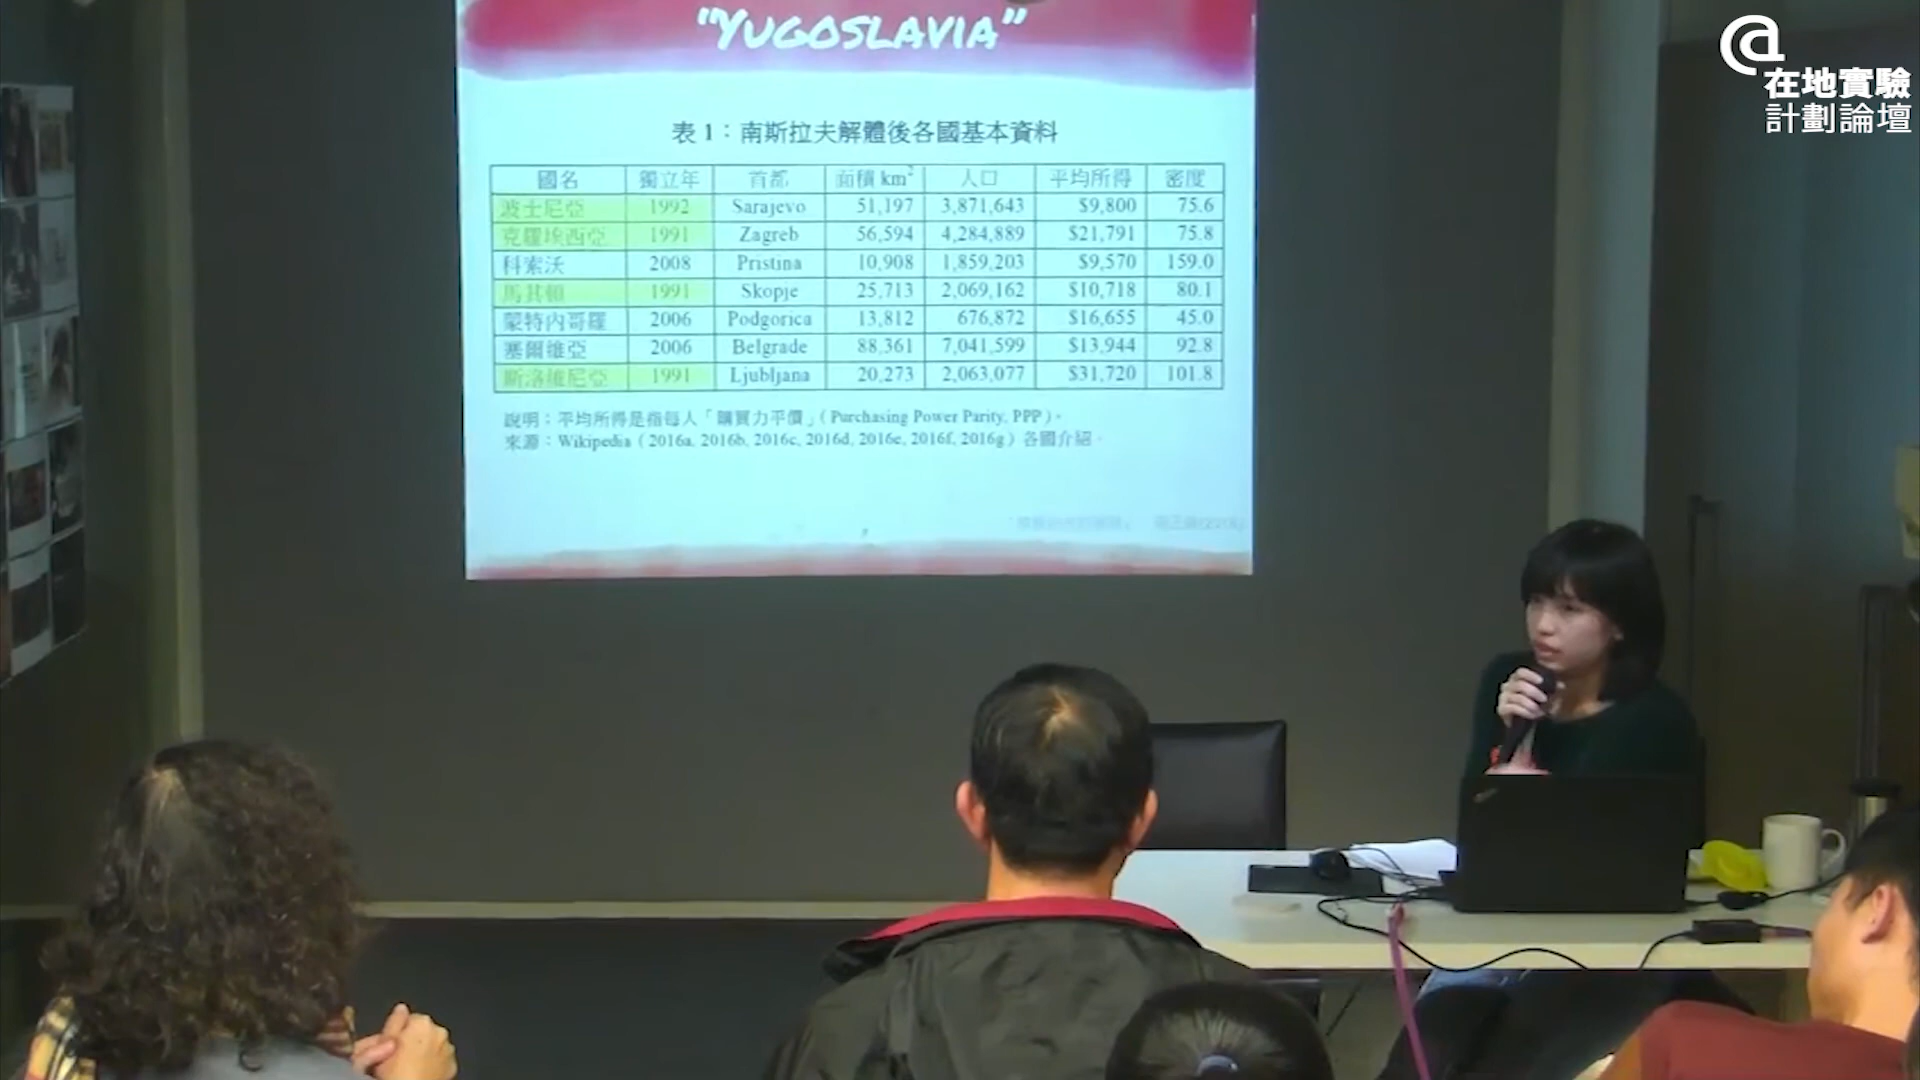 "YUGOSLAVIA"
@
在地實驗
計劃論壇
表 1：南斯拉夫解體後各國基本資料
國名 獨立年 首都 面積 km² 人口 平均所得 密度
波士尼亞 1992 Sarajevo 51,197 3,871,643 $9,800 75.6
克羅埃西亞 1991 Zagreb 56,594 4,284,889 $21,791 75.8
科索沃 2008 Pristina 10,908 1,859,203 $9,570 159.0
馬其頓 1991 Skopje 25,713 2,069,162 $10,718 80.1
蒙特內哥羅 2006 Podgorica 13,812 676,872 $16,655 45.0
塞爾維亞 2006 Belgrade 88,361 7,041,599 $13,944 92.8
斯洛維尼亞 1991 Ljubljana 20,273 2,063,077 $31,720 101.8
說明：平均所得是指每人「購買力平價」（Purchasing Power Parity, PPP）。
來源：Wikipedia（2016a, 2016b, 2016c, 2016d, 2016e, 2016f, 2016g）各國介紹。